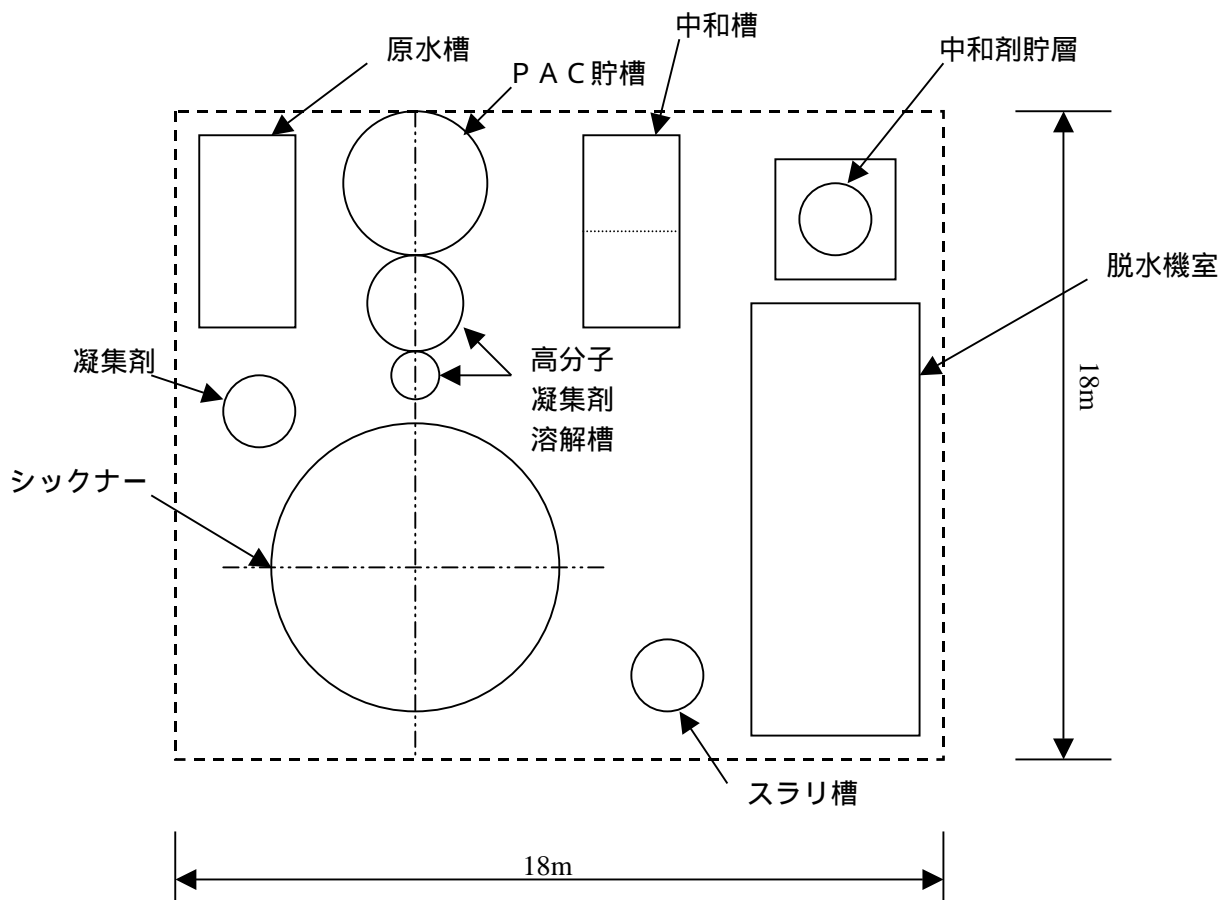 中和槽
原水槽
中和剤貯層
ＰＡＣ貯槽
脱水機室
凝集剤
高分子
凝集剤
溶解槽
18m
シックナー
スラリ槽
18m